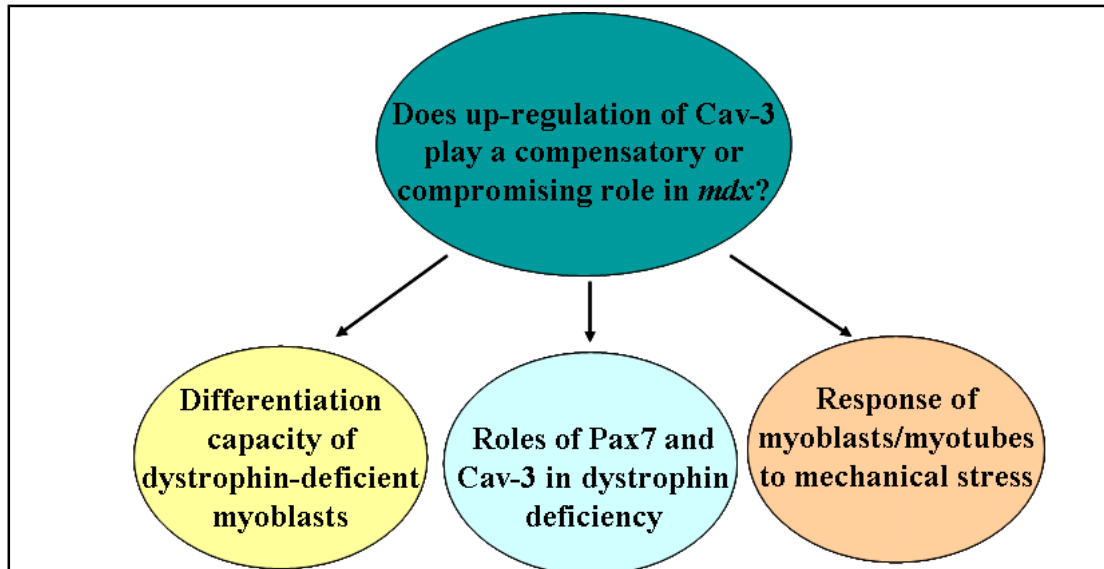 Does up-regulation of Cav-3
play a compensatory or
compromising role in mdx?
Differentiation
capacity of
dystrophin-deficient
myoblasts
Roles of Pax7 and
Cav-3 in dystrophin
deficiency
Response of
myoblasts/myotubes
to mechanical stress